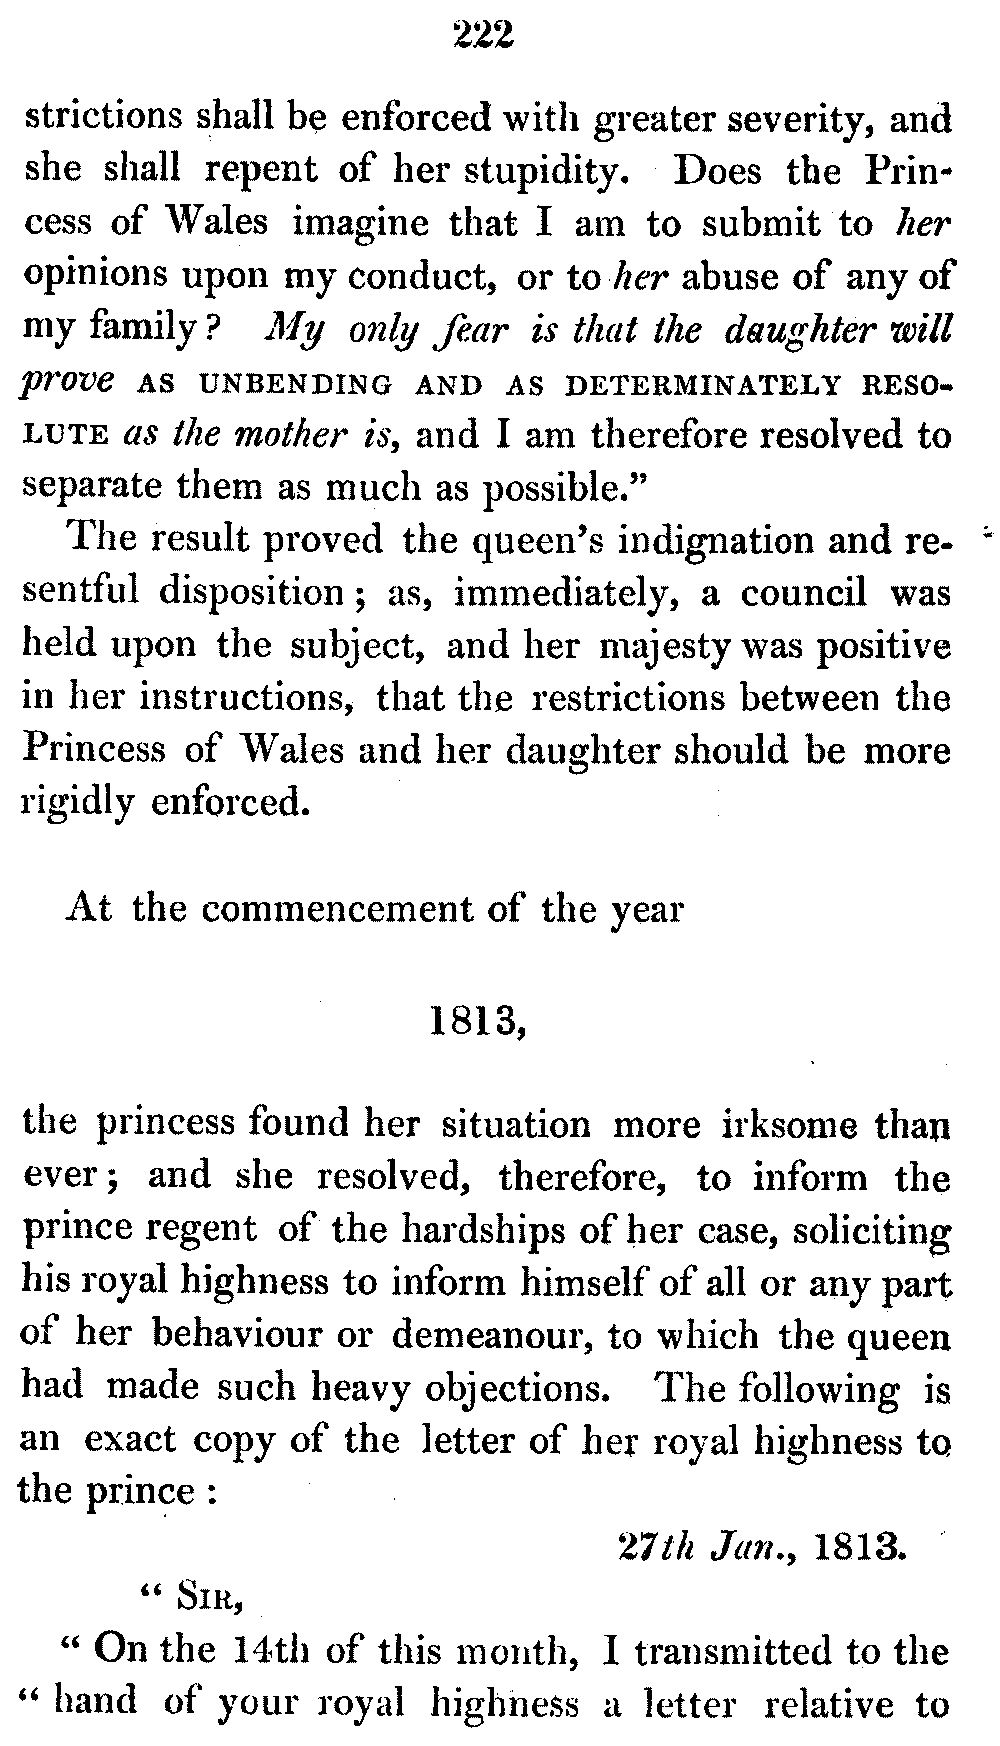 222
strictions shall be enforced with greater severity, and
she shall repent of her stupidity. Does the Prin-
cess of Wales imagine that I am to submit to her
opinions upon my conduct, or to her abuse of any of
my family? My only fear is that the daughter will
prove AS UNBENDING AND AS DETERMINATELY RESO-
LUTE as the mother is, and I am therefore resolved to
separate them as much as possible.”
The result proved the queen’s indignation and re-
sentful disposition; as, immediately, a council was
held upon the subject, and her majesty was positive
in her instructions, that the restrictions between the
Princess of Wales and her daughter should be more
rigidly enforced.
At the commencement of the year
1813,
the princess found her situation more irksome than
ever; and she resolved, therefore, to inform the
prince regent of the hardships of her case, soliciting
his royal highness to inform himself of all or any part
of her behaviour or demeanour, to which the queen
had made such heavy objections. The following is
an exact copy of the letter of her royal highness to
the prince:
27th Jan., 1813.
“ SIR,
“ On the 14th of this month, I transmitted to the
“ hand of your royal highness a letter relative to